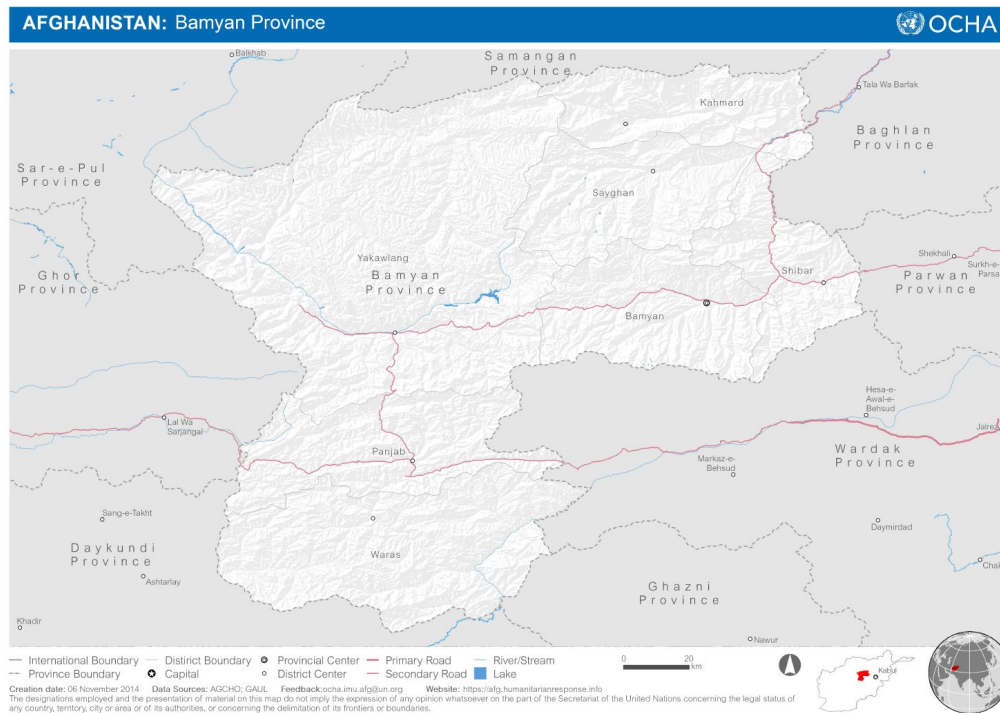 AFGHANISTAN: Bamyan Province
OCHA
Balkhab
Samangan
Province
Kahmard
Tala Wa Barfak
Baghlan
Province
Sar-e-Pul
Province
Sayghan
Ghor
Province
Yakawlang
Bamyan
Province
Shibar
Shekhali
Surkh-e-
Parsa
Parwan
Province
Bamyan
Lal Wa
Sarjangal
Hesa-e-
Awal-e-
Behsud
Jalre
Panjab
Markaz-e-
Behsud
Wardak
Province
Sang-e-Takht
Daymirdad
Daykundi
Province
Waras
Ashtarlay
Ghazni
Province
Chak
Khadir
Nawur
International Boundary
District Boundary
Provincial Center
Primary Road
River/Stream
Province Boundary
Capital
District Center
Secondary Road
Lake
0 20
km
Kabul
Creation date: 06 November 2014 Data Sources: AGCHO; GAUL Feedback:ocha.imu.afg@un.org Website: https://afg.humanitarianresponse.info
The designations employed and the presentation of material on this map do not imply the expression of any opinion whatsoever on the part of the Secretariat of the United Nations concerning the legal status of
any country, territory, city or area or of its authorities, or concerning the delimitation of its frontiers or boundaries.